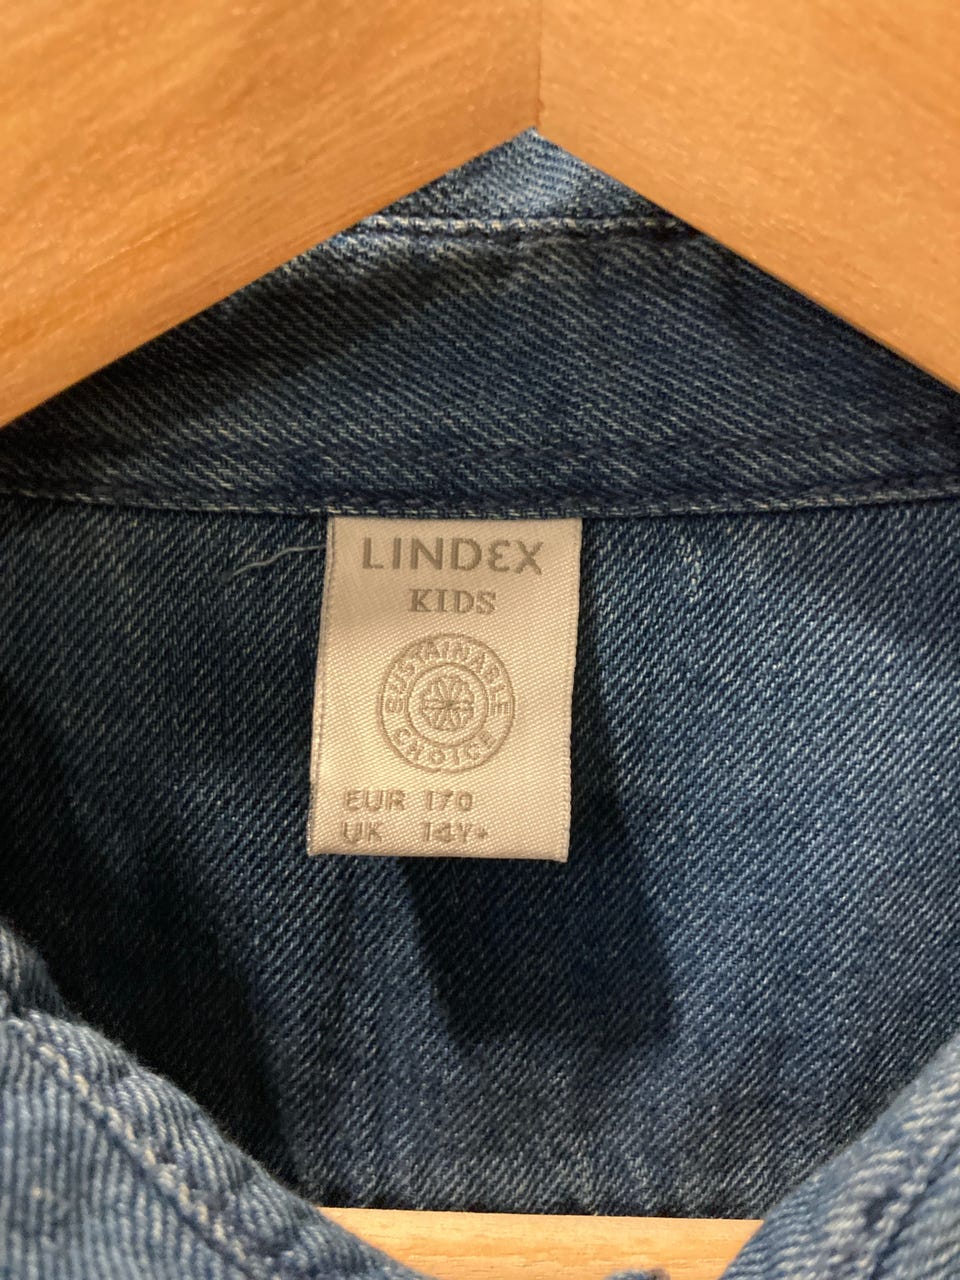 LINDEX
KIDS
SUSTAINABLE
CHOICE
EUR 170
UK 14Y+